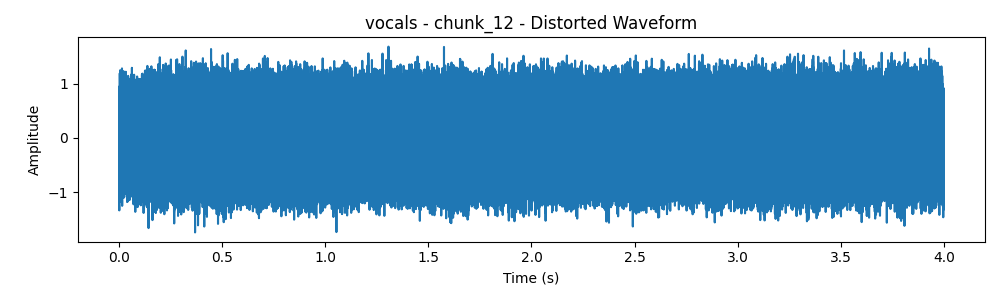 vocals - chunk_12 - Distorted Waveform
Amplitude
1
0
−1
0.0 0.5 1.0 1.5 2.0 2.5 3.0 3.5 4.0
Time (s)